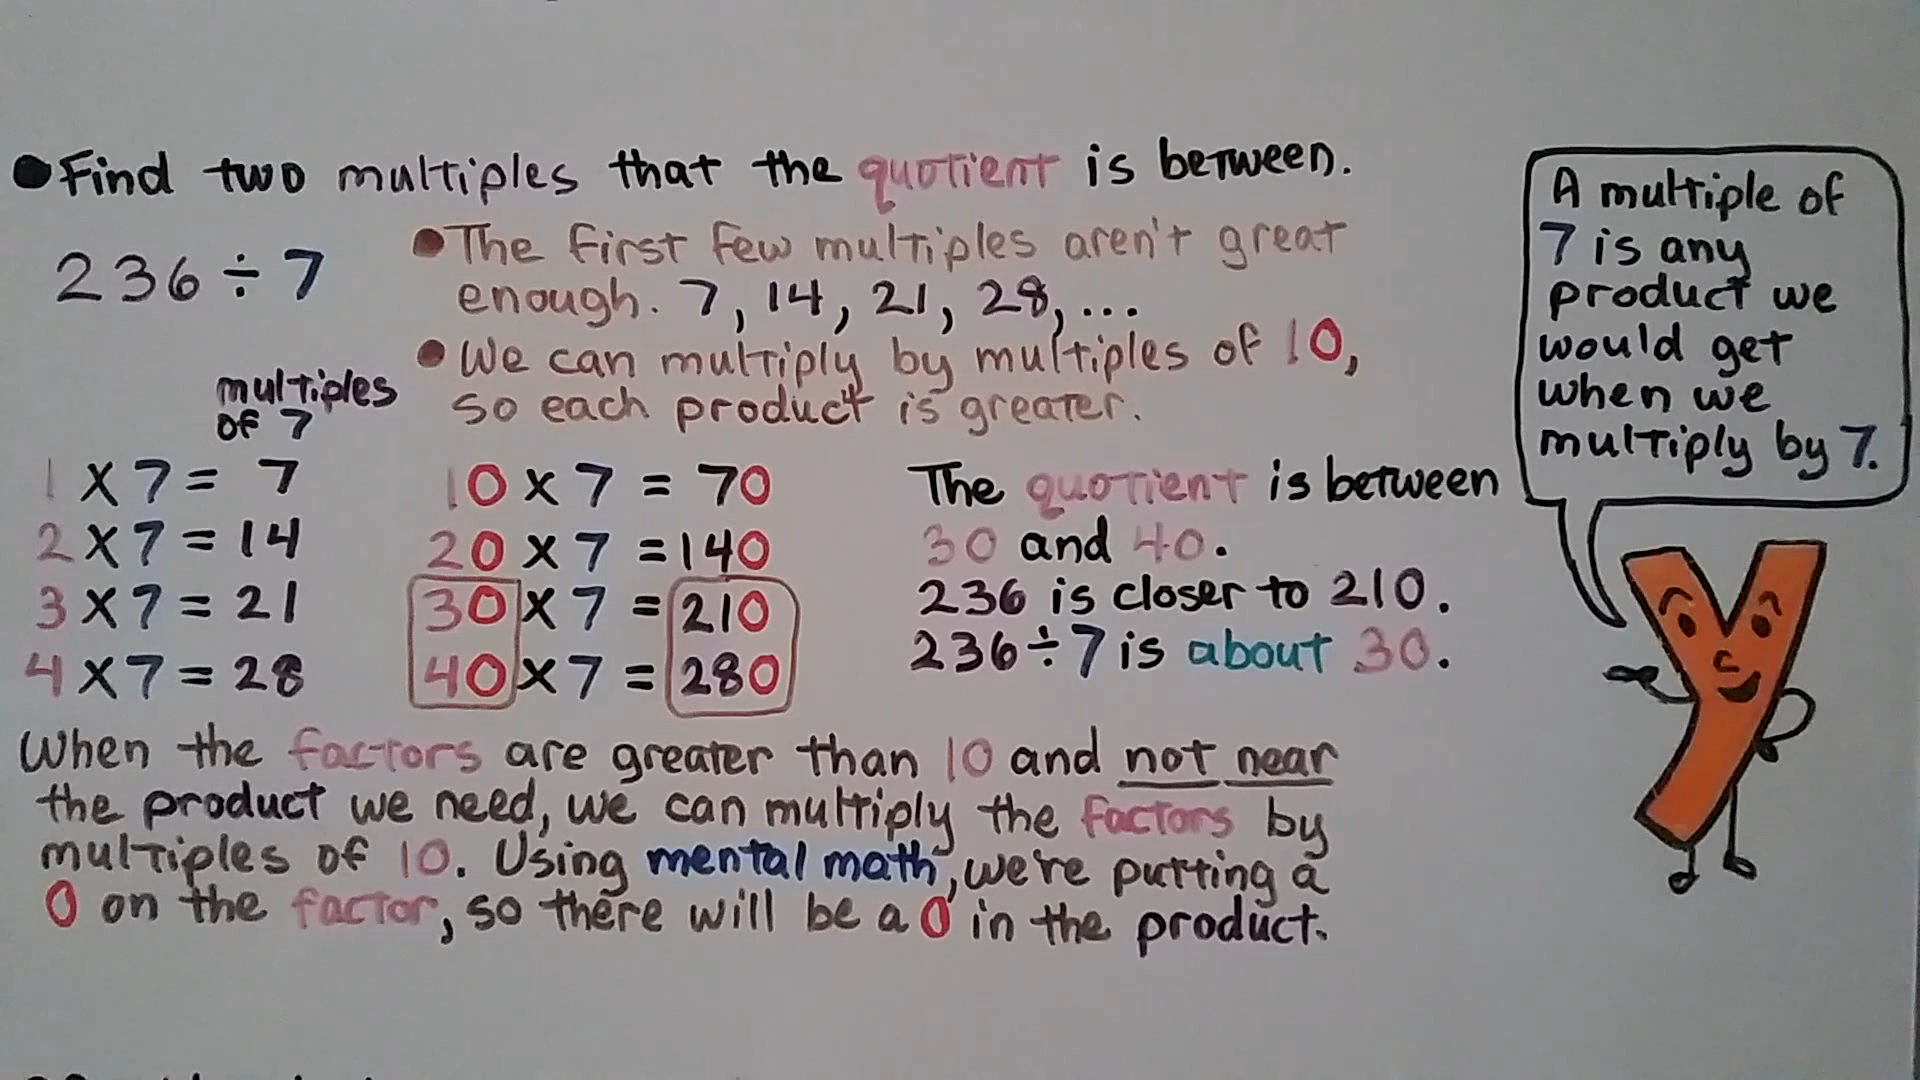 ●Find two multiples that the quotient is between.
236 ÷ 7
●The first few multiples aren't great
enough. 7, 14, 21, 28, ...
●We can multiply by multiples of 10,
so each product is greater.
multiples
of 7
1 x 7 = 7
2 x 7 = 14
3 x 7 = 21
4 x 7 = 28
10 x 7 = 70
20 x 7 = 140
30 x 7 = 210
40 x 7 = 280
The quotient is between
30 and 40.
236 is closer to 210.
236 ÷ 7 is about 30.
When the factors are greater than 10 and not near
the product we need, we can multiply the factors by
multiples of 10. Using mental math, we're putting a
0 on the factor, so there will be a 0 in the product.
A multiple of
7 is any
product we
would get
when we
multiply by 7.